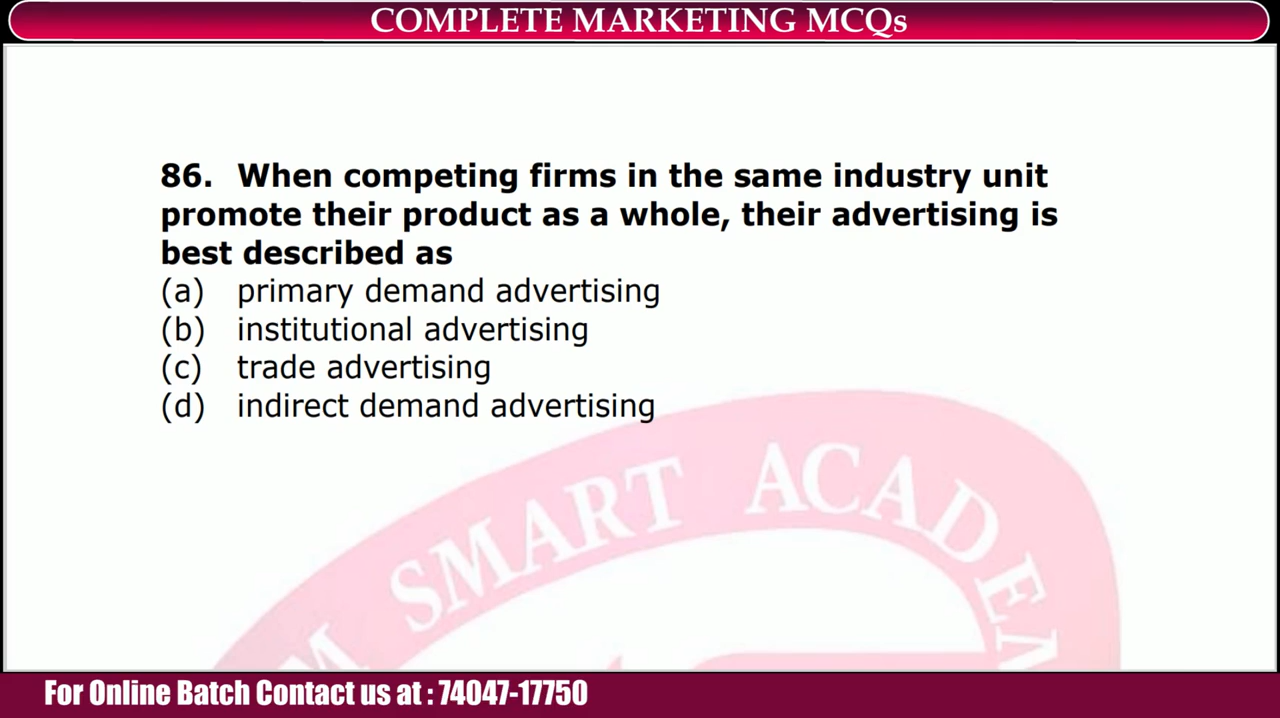 COMPLETE MARKETING MCQs
86. When competing firms in the same industry unit
promote their product as a whole, their advertising is
best described as
(a) primary demand advertising
(b) institutional advertising
(c) trade advertising
(d) indirect demand advertising
SMART ACADEM
For Online Batch Contact us at : 74047-17750